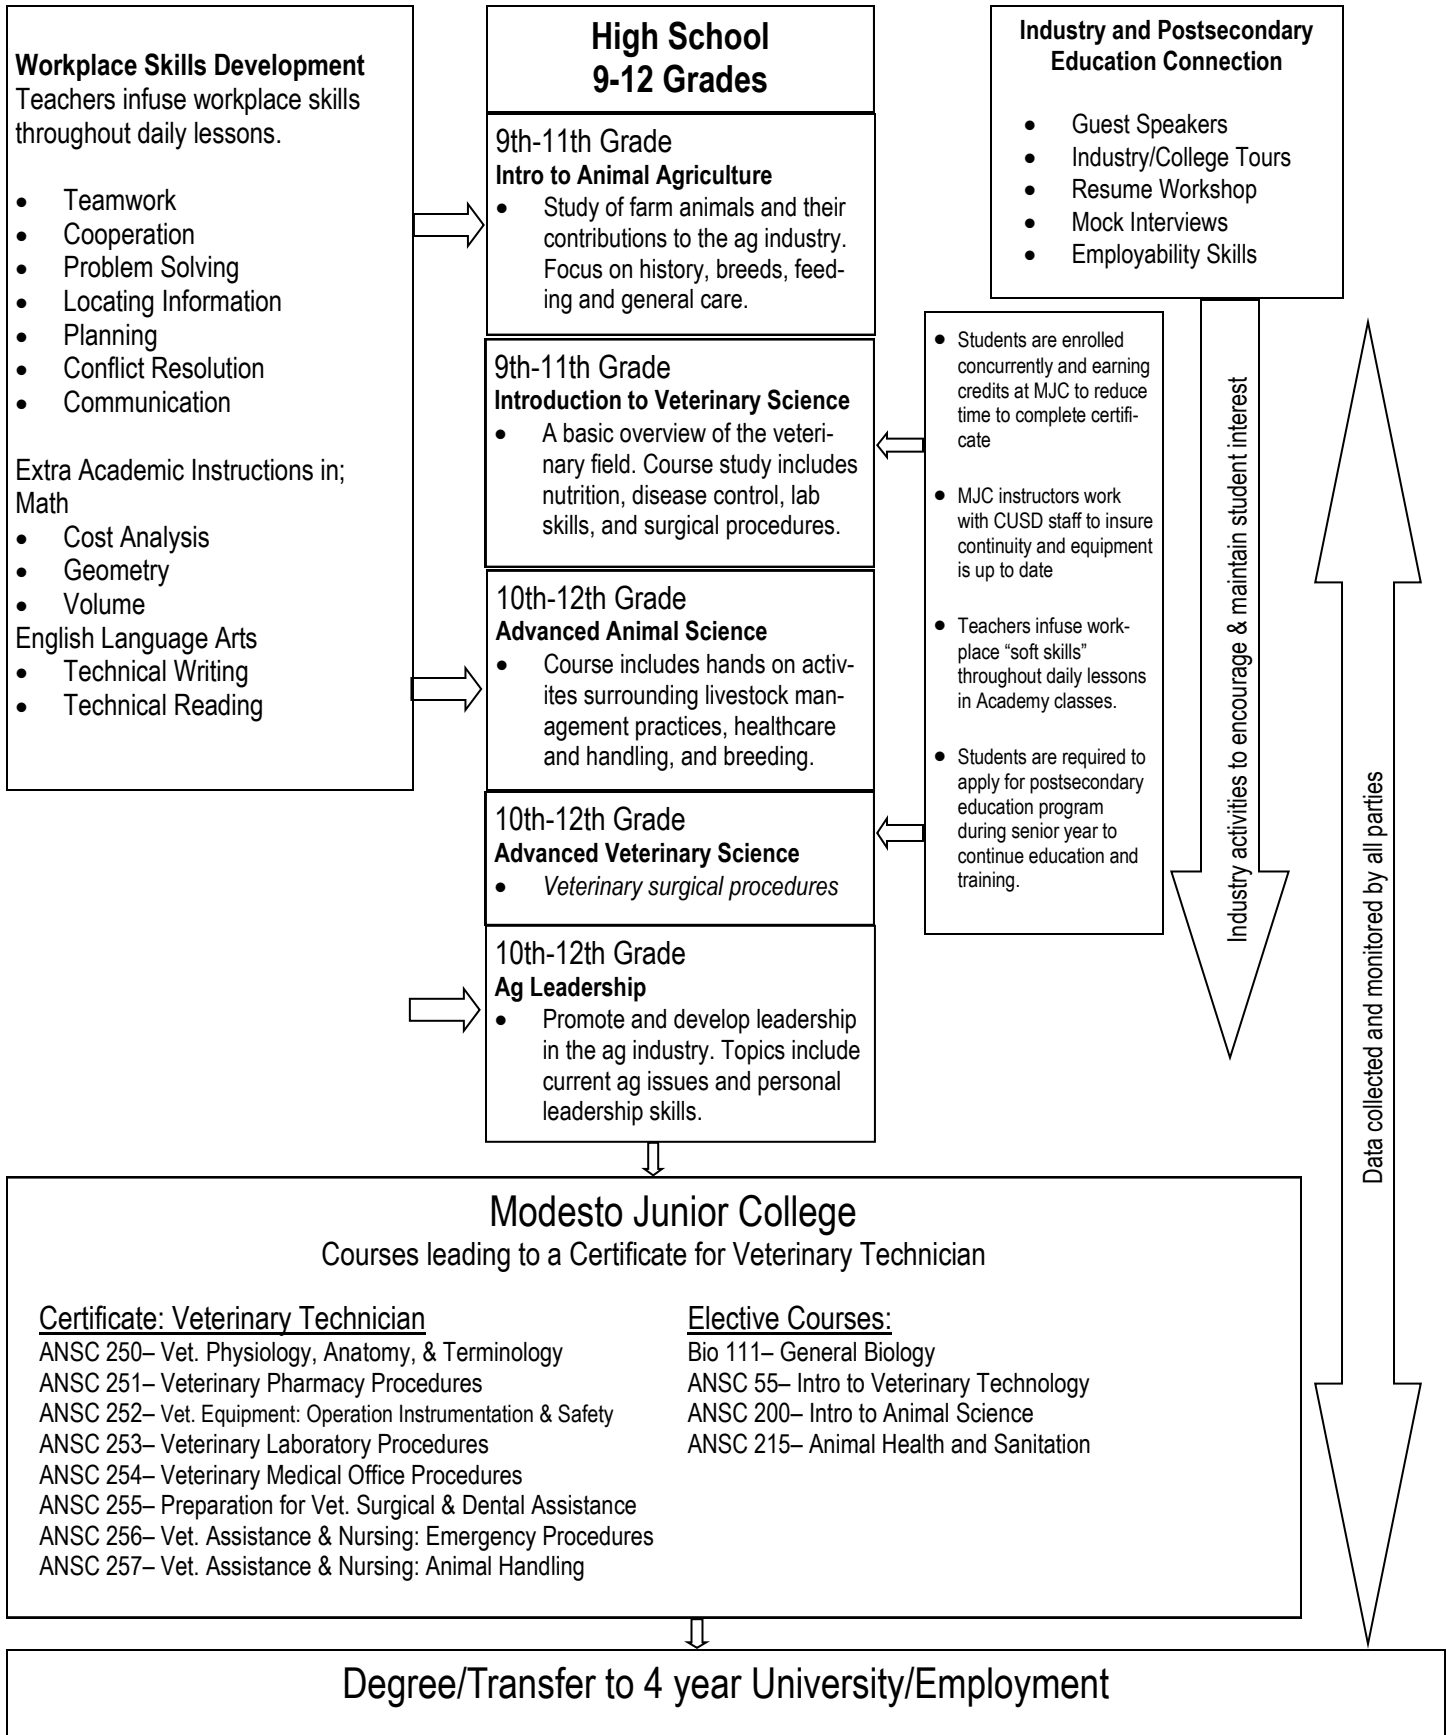 Workplace Skills Development
Teachers infuse workplace skills
throughout daily lessons.
• Teamwork
• Cooperation
• Problem Solving
• Locating Information
• Planning
• Conflict Resolution
• Communication
Extra Academic Instructions in;
Math
• Cost Analysis
• Geometry
• Volume
English Language Arts
• Technical Writing
• Technical Reading
High School
9-12 Grades
9th-11th Grade
Intro to Animal Agriculture
• Study of farm animals and their
contributions to the ag industry.
Focus on history, breeds, feed-
ing and general care.
9th-11th Grade
Introduction to Veterinary Science
• A basic overview of the veteri-
nary field. Course study includes
nutrition, disease control, lab
skills, and surgical procedures.
10th-12th Grade
Advanced Animal Science
• Course includes hands on activ-
ites surrounding livestock man-
agement practices, healthcare
and handling, and breeding.
10th-12th Grade
Advanced Veterinary Science
• Veterinary surgical procedures
10th-12th Grade
Ag Leadership
• Promote and develop leadership
in the ag industry. Topics include
current ag issues and personal
leadership skills.
Industry and Postsecondary
Education Connection
• Guest Speakers
• Industry/College Tours
• Resume Workshop
• Mock Interviews
• Employability Skills
• Students are enrolled
concurrently and earning
credits at MJC to reduce
time to complete certifi-
cate
• MJC instructors work
with CUSD staff to insure
continuity and equipment
is up to date
• Teachers infuse work-
place “soft skills”
throughout daily lessons
in Academy classes.
• Students are required to
apply for postsecondary
education program
during senior year to
continue education and
training.
Industry activities to encourage & maintain student interest
Data collected and monitored by all parties
Modesto Junior College
Courses leading to a Certificate for Veterinary Technician
Certificate: Veterinary Technician
ANSC 250– Vet. Physiology, Anatomy, & Terminology
ANSC 251– Veterinary Pharmacy Procedures
ANSC 252– Vet. Equipment: Operation Instrumentation & Safety
ANSC 253– Veterinary Laboratory Procedures
ANSC 254– Veterinary Medical Office Procedures
ANSC 255– Preparation for Vet. Surgical & Dental Assistance
ANSC 256– Vet. Assistance & Nursing: Emergency Procedures
ANSC 257– Vet. Assistance & Nursing: Animal Handling
Elective Courses:
Bio 111– General Biology
ANSC 55– Intro to Veterinary Technology
ANSC 200– Intro to Animal Science
ANSC 215– Animal Health and Sanitation
Degree/Transfer to 4 year University/Employment